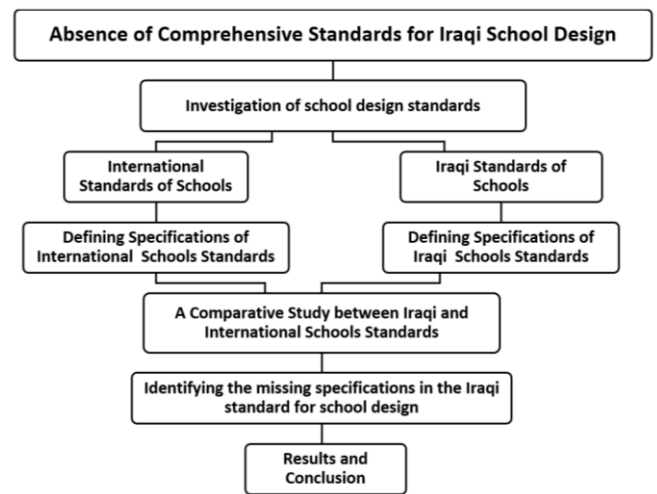 Absence of Comprehensive Standards for Iraqi School Design
Investigation of school design standards
International
Standards of Schools
Iraqi Standards of
Schools
Defining Specifications of
International Schools Standards
Defining Specifications of
Iraqi Schools Standards
A Comparative Study between Iraqi and
International Schools Standards
Identifying the missing specifications in the Iraqi
standard for school design
Results and
Conclusion